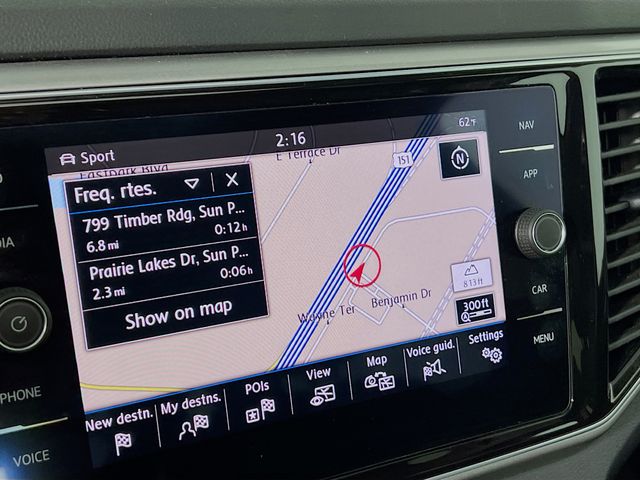 NAV
2:16
62°F
Sport
Eastpark Blvd
E Terrace Dr
151
N
APP
Freq. rtes.
X
799 Timber Rdg, Sun P...
6.8 mi 0:12h
Prairie Lakes Dr, Sun P...
2.3 mi 0:06h
Show on map
Wayne Ter
Benjamin Dr
813 ft
300ft
CAR
MENU
New destn.
My destns.
POIs
View
Map
Voice guid.
Settings
PHONE
VOICE